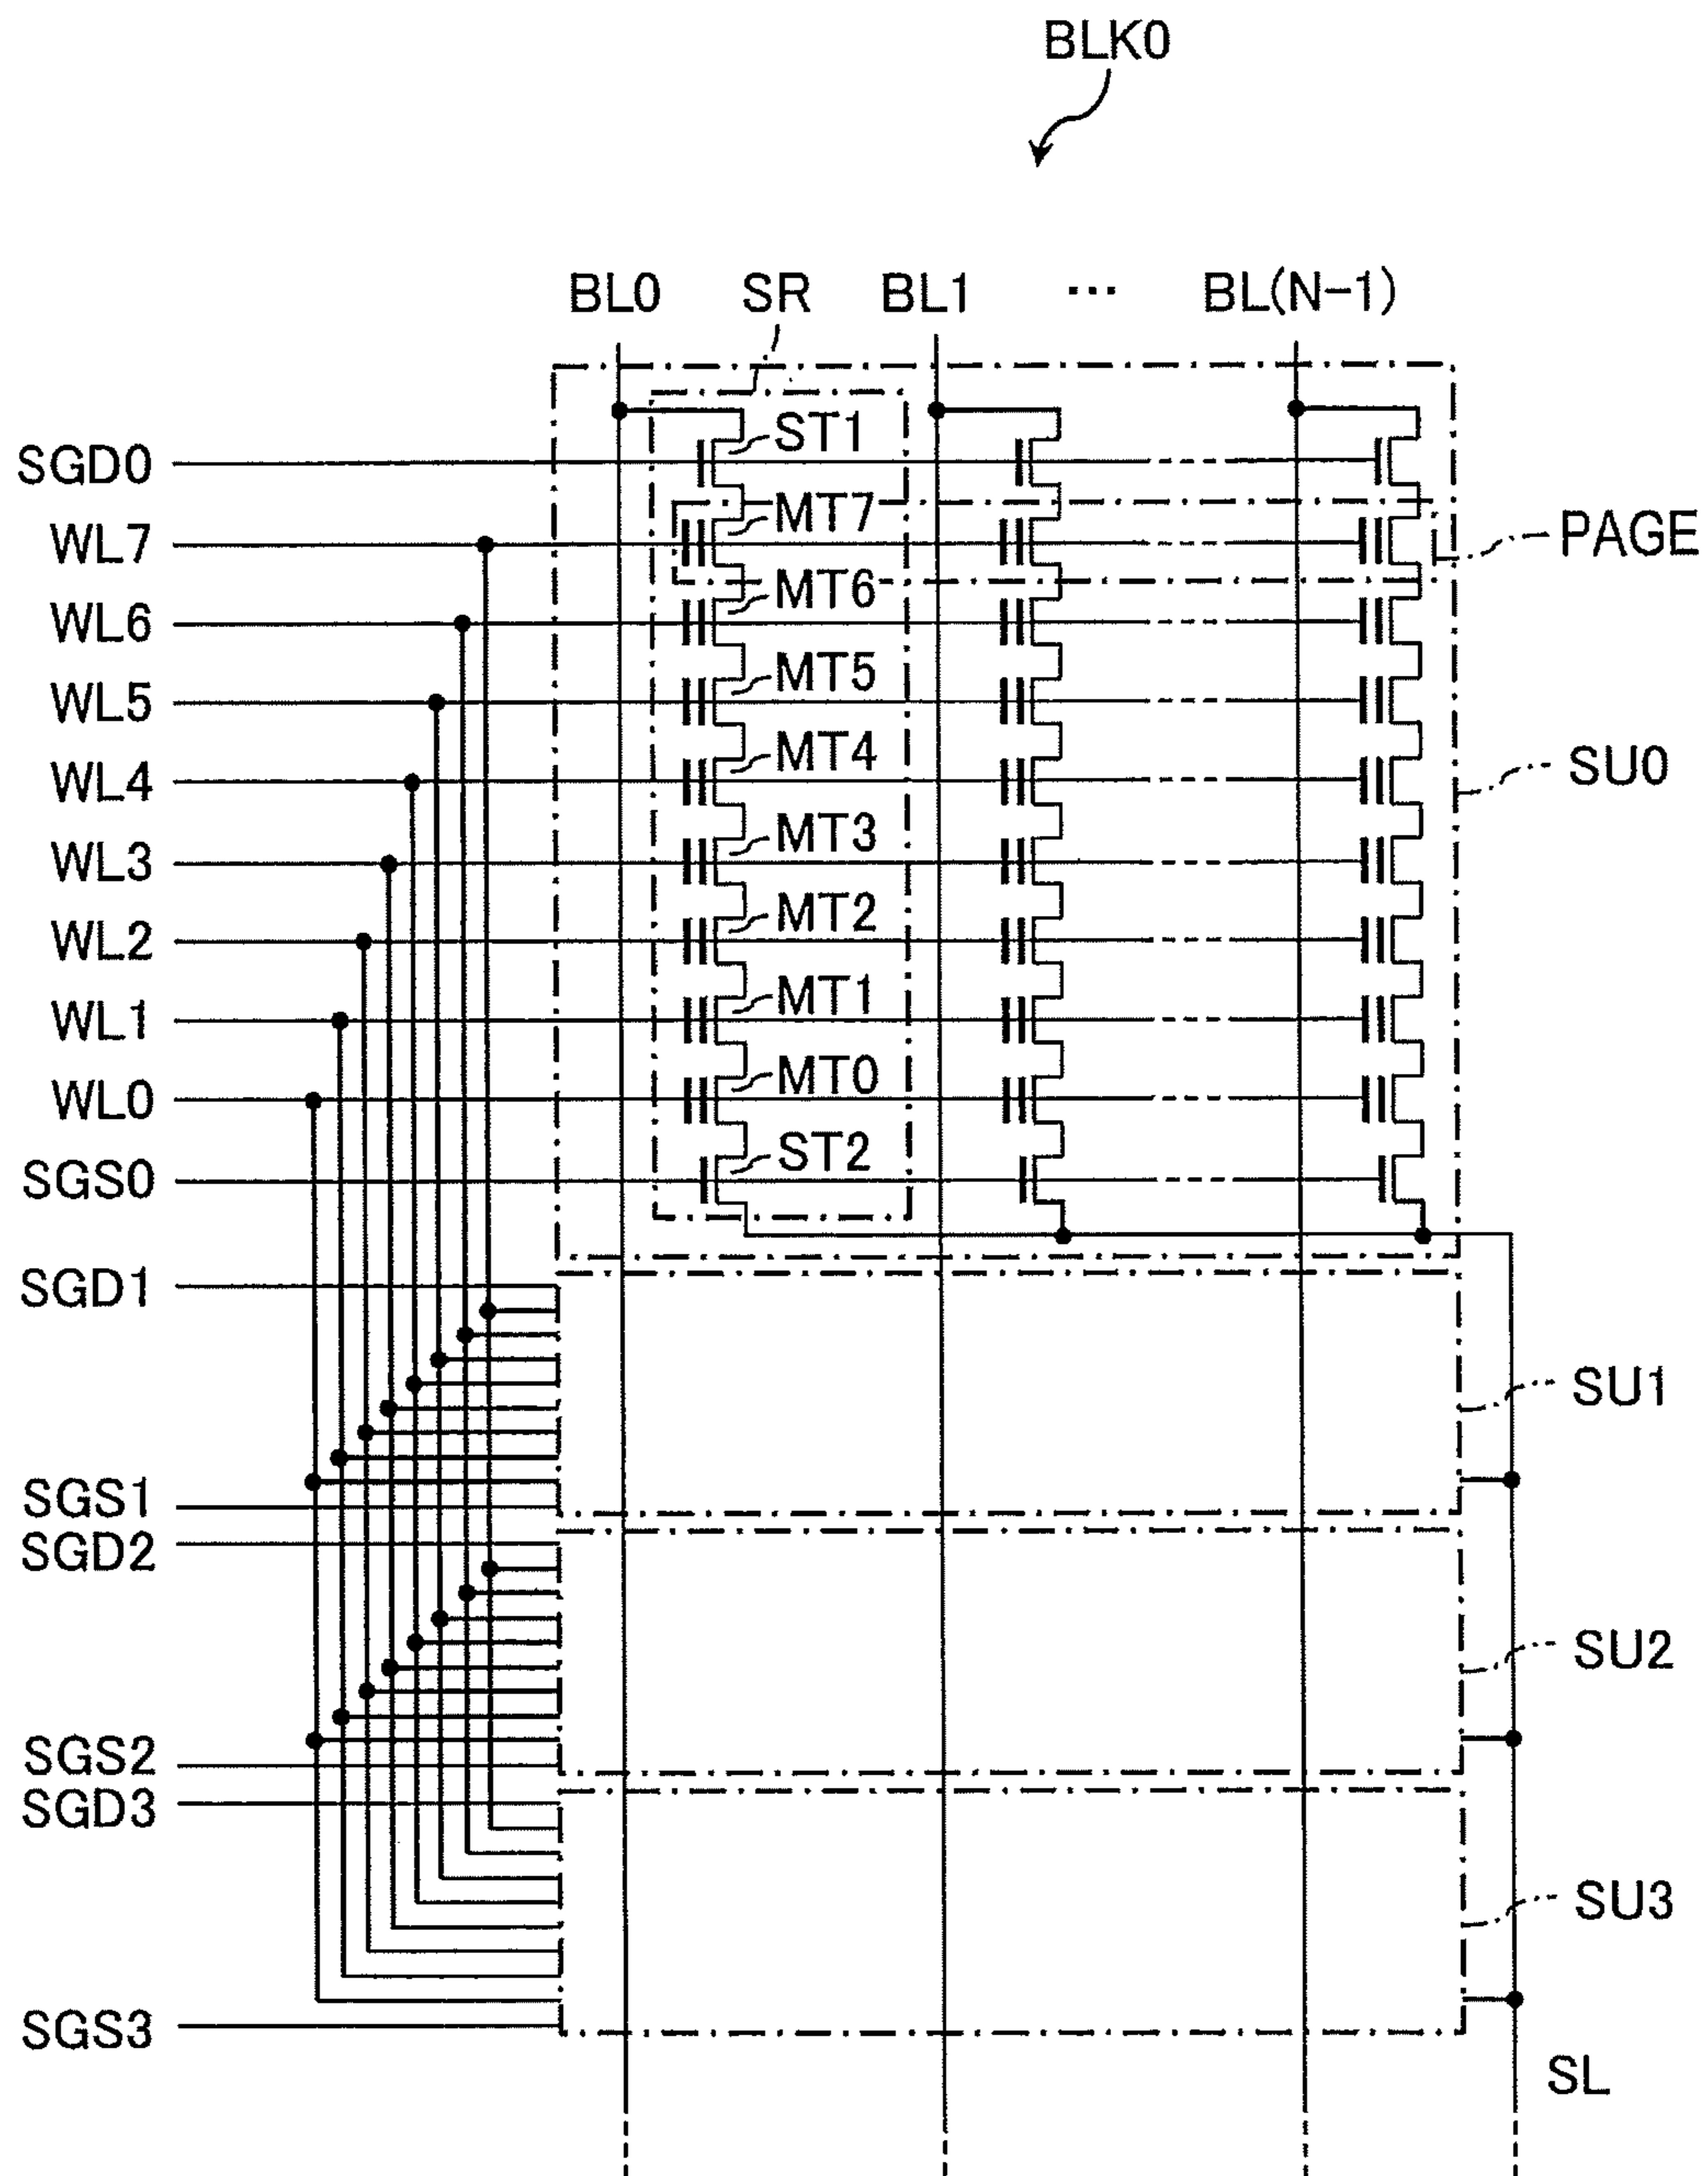 BLK0
BL0 SR BL1 ... BL(N-1)
ST1
SGD0
MT7
WL7
PAGE
MT6
WL6
MT5
WL5
MT4
WL4
SU0
MT3
WL3
MT2
WL2
MT1
WL1
MT0
WL0
ST2
SGS0
SGD1
SU1
SGS1
SGD2
SU2
SGS2
SGD3
SU3
SGS3
SL